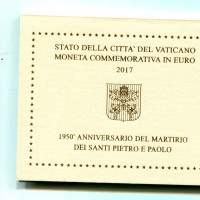 STATO DELLA CITTA' DEL VATICANO
MONETA COMMEMORATIVA IN EURO
2017
1950° ANNIVERSARIO DEL MARTIRIO
DEI SANTI PIETRO E PAOLO